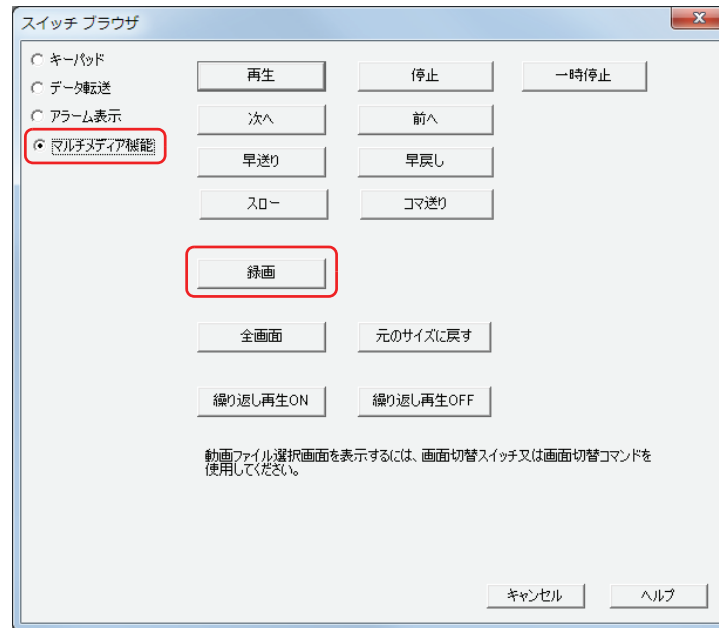 スイッチ ブラウザ
キーパッド
データ転送
アラーム表示
マルチメディア機能
再生
停止
一時停止
次へ
前へ
早送り
早戻し
スロー
コマ送り
録画
全画面
元のサイズに戻す
繰り返し再生ON
繰り返し再生OFF
動画ファイル選択画面を表示するには、画面切替スイッチ又は画面切替コマンドを
使用してください。
キャンセル
ヘルプ